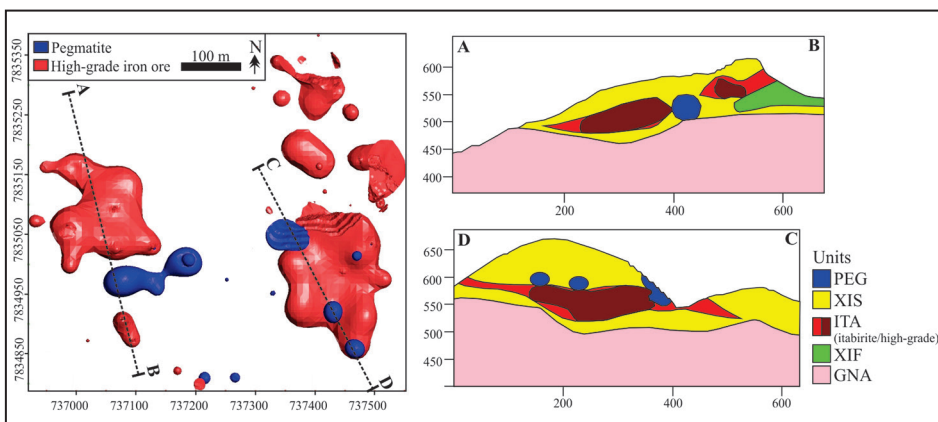 Pegmatite
High-grade iron ore
100 m
N
7835350
7835250
7835150
7835050
7834950
7834850
A
B
C
D
737000 737100 737200 737300 737400 737500
A B
600
550
500
450
400
200 400 600
D C
650
600
550
500
450
400
200 400 600
Units
PEG
XIS
ITA
(itabirite/high-grade)
XIF
GNA